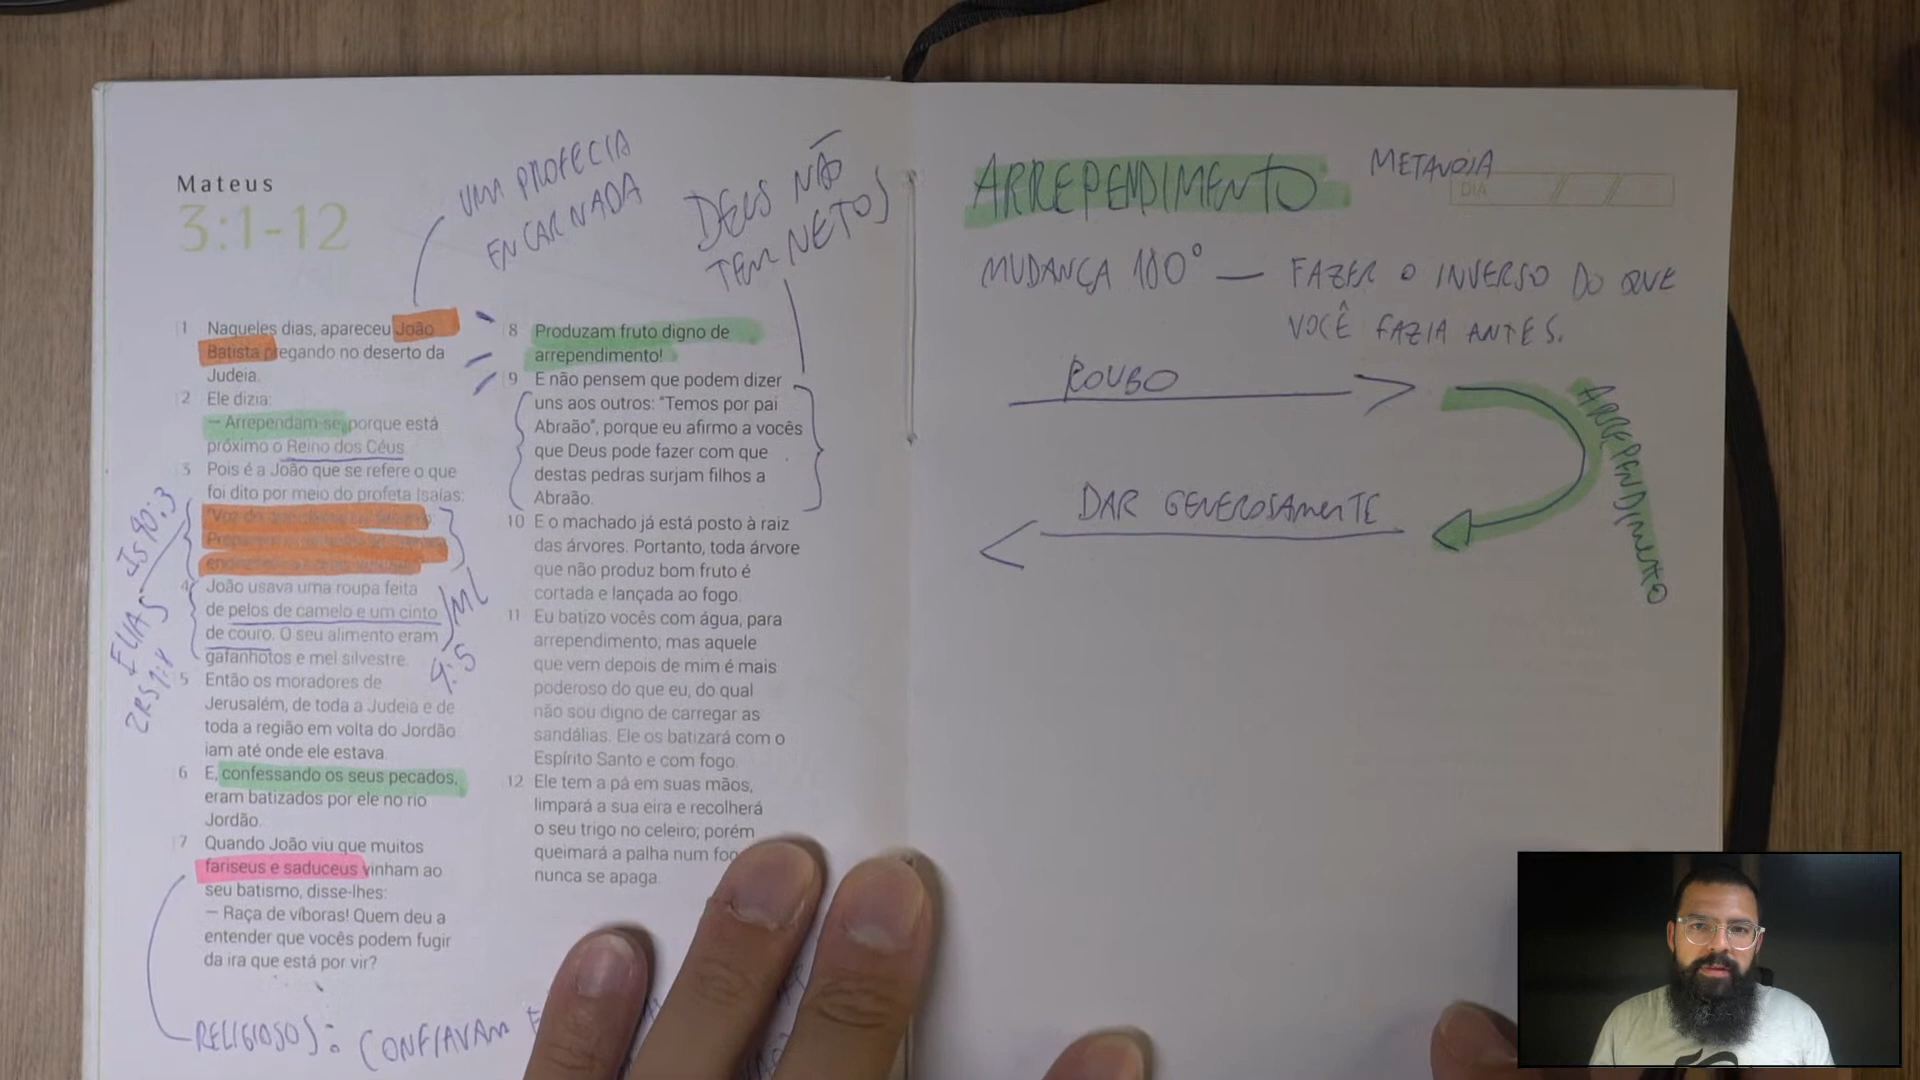 Mateus
3:1-12
UMA PROFECIA
ENCARNADA
DEUS NÃO
TEM NETOS
1 Naqueles dias, apareceu João
Batista pregando no deserto da
Judeia.
2 Ele dizia:
— Arrependam-se, porque está
próximo o Reino dos Céus.
3 Pois é a João que se refere o que
foi dito por meio do profeta Isaías:
"Voz do
4 João usava uma roupa feita
de pelos de camelo e um cinto
de couro. O seu alimento eram
gafanhotos e mel silvestre.
5 Então os moradores de
Jerusalém, de toda a Judeia e de
toda a região em volta do Jordão
iam até onde ele estava.
6 E, confessando os seus pecados,
eram batizados por ele no rio
Jordão.
7 Quando João viu que muitos
fariseus e saduceus vinham ao
seu batismo, disse-lhes:
— Raça de víboras! Quem deu a
entender que vocês podem fugir
da ira que está por vir?
IS 40:3
ELIAS
2RS 1:8
ML
4:5
RELIGIOSOS: CONFIAVAM
8 Produzam fruto digno de
arrependimento!
9 E não pensem que podem dizer
uns aos outros: "Temos por pai
Abraão", porque eu afirmo a vocês
que Deus pode fazer com que
destas pedras surjam filhos a
Abraão.
10 E o machado já está posto à raiz
das árvores. Portanto, toda árvore
que não produz bom fruto é
cortada e lançada ao fogo.
11 Eu batizo vocês com água, para
arrependimento, mas aquele
que vem depois de mim é mais
poderoso do que eu, do qual
não sou digno de carregar as
sandálias. Ele os batizará com o
Espírito Santo e com fogo.
12 Ele tem a pá em suas mãos,
limpará a sua eira e recolherá
o seu trigo no celeiro; porém
queimará a palha num
nunca se apaga.
ARREPENDIMENTO METANOIA
DIA / /
MUDANÇA 180° — FAZER O INVERSO DO QUE
VOCÊ FAZIA ANTES.
ROUBO
DAR GENEROSAMENTE
ARREPENDIMENTO